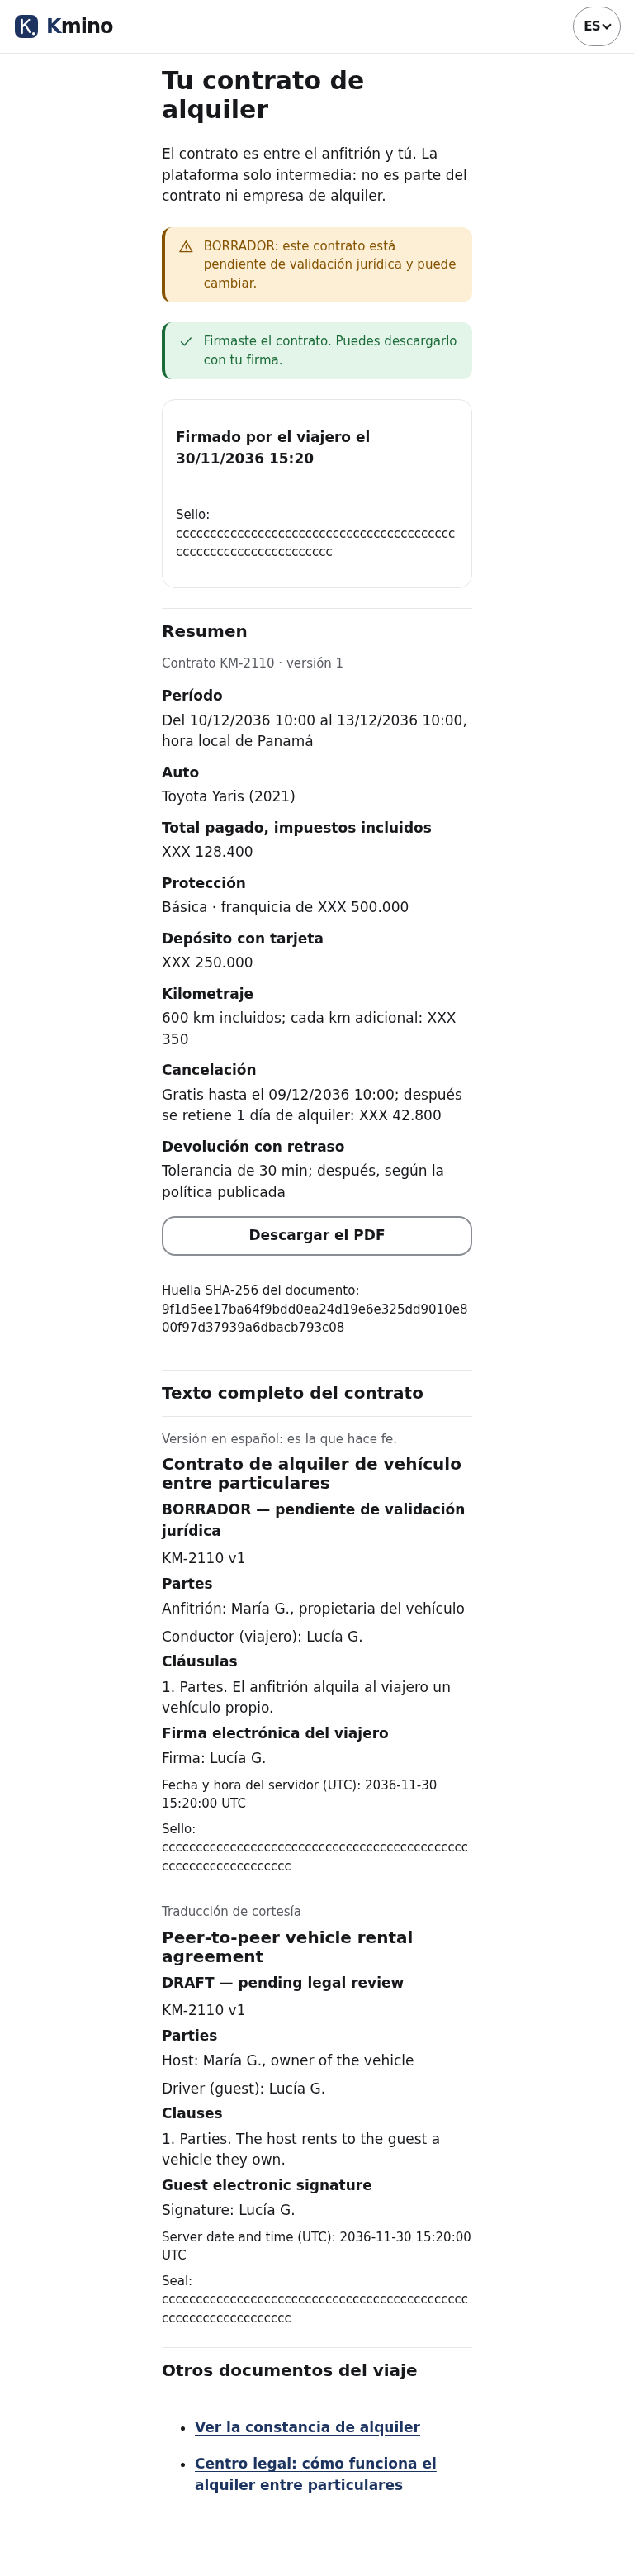 Kmino
ES
Tu contrato de
alquiler
El contrato es entre el anfitrión y tú. La
plataforma solo intermedia: no es parte del
contrato ni empresa de alquiler.
BORRADOR: este contrato está
pendiente de validación jurídica y puede
cambiar.
Firmaste el contrato. Puedes descargarlo
con tu firma.
Firmado por el viajero el
30/11/2036 15:20
Sello:
ccccccccccccccccccccccccccccccccccccccccc
ccccccccccccccccccccccc
Resumen
Contrato KM-2110 · versión 1
Período
Del 10/12/2036 10:00 al 13/12/2036 10:00,
hora local de Panamá
Auto
Toyota Yaris (2021)
Total pagado, impuestos incluidos
XXX 128.400
Protección
Básica · franquicia de XXX 500.000
Depósito con tarjeta
XXX 250.000
Kilometraje
600 km incluidos; cada km adicional: XXX
350
Cancelación
Gratis hasta el 09/12/2036 10:00; después
se retiene 1 día de alquiler: XXX 42.800
Devolución con retraso
Tolerancia de 30 min; después, según la
política publicada
Descargar el PDF
Huella SHA-256 del documento:
9f1d5ee17ba64f9bdd0ea24d19e6e325dd9010e8
00f97d37939a6dbacb793c08
Texto completo del contrato
Versión en español: es la que hace fe.
Contrato de alquiler de vehículo
entre particulares
BORRADOR — pendiente de validación
jurídica
KM-2110 v1
Partes
Anfitrión: María G., propietaria del vehículo
Conductor (viajero): Lucía G.
Cláusulas
1. Partes. El anfitrión alquila al viajero un
vehículo propio.
Firma electrónica del viajero
Firma: Lucía G.
Fecha y hora del servidor (UTC): 2036-11-30
15:20:00 UTC
Sello:
ccccccccccccccccccccccccccccccccccccccccccccc
ccccccccccccccccccc
Traducción de cortesía
Peer-to-peer vehicle rental
agreement
DRAFT — pending legal review
KM-2110 v1
Parties
Host: María G., owner of the vehicle
Driver (guest): Lucía G.
Clauses
1. Parties. The host rents to the guest a
vehicle they own.
Guest electronic signature
Signature: Lucía G.
Server date and time (UTC): 2036-11-30 15:20:00
UTC
Seal:
ccccccccccccccccccccccccccccccccccccccccccccc
ccccccccccccccccccc
Otros documentos del viaje
Ver la constancia de alquiler
Centro legal: cómo funciona el
alquiler entre particulares